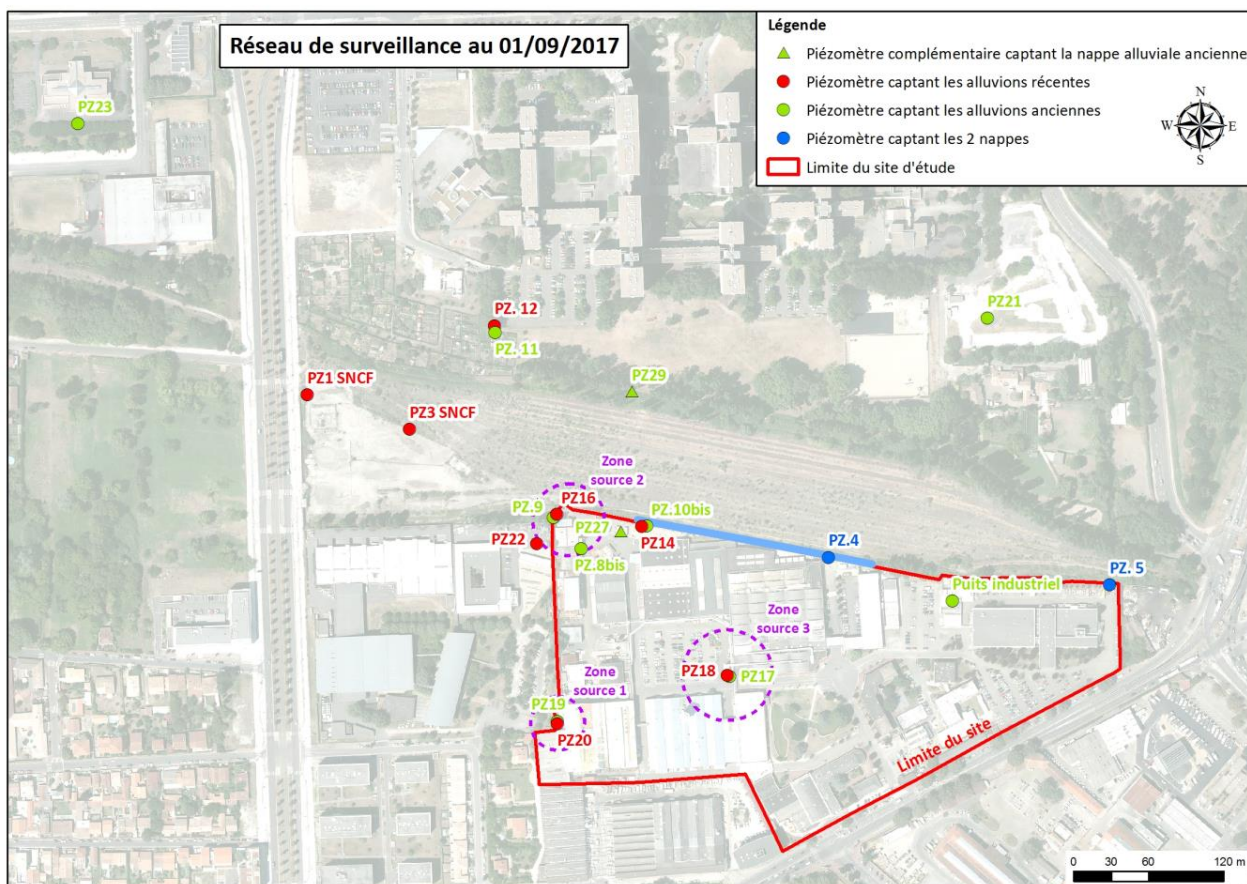 Réseau de surveillance au 01/09/2017
Légende
Piézomètre complémentaire captant la nappe alluviale ancienne
Piézomètre captant les alluvions récentes
Piézomètre captant les alluvions anciennes
Piézomètre captant les 2 nappes
Limite du site d'étude
N
W E
S
PZ23
PZ. 12
PZ. 11
PZ21
PZ1 SNCF
PZ29
PZ3 SNCF
Zone
source 2
PZ.9
PZ16
PZ27
PZ.10bis
PZ22
PZ14
PZ.8bis
PZ.4
PZ. 5
Puits industriel
Zone
source 3
PZ18
PZ17
Zone
source 1
PZ19
PZ20
Limite du site
0 30 60 120 m